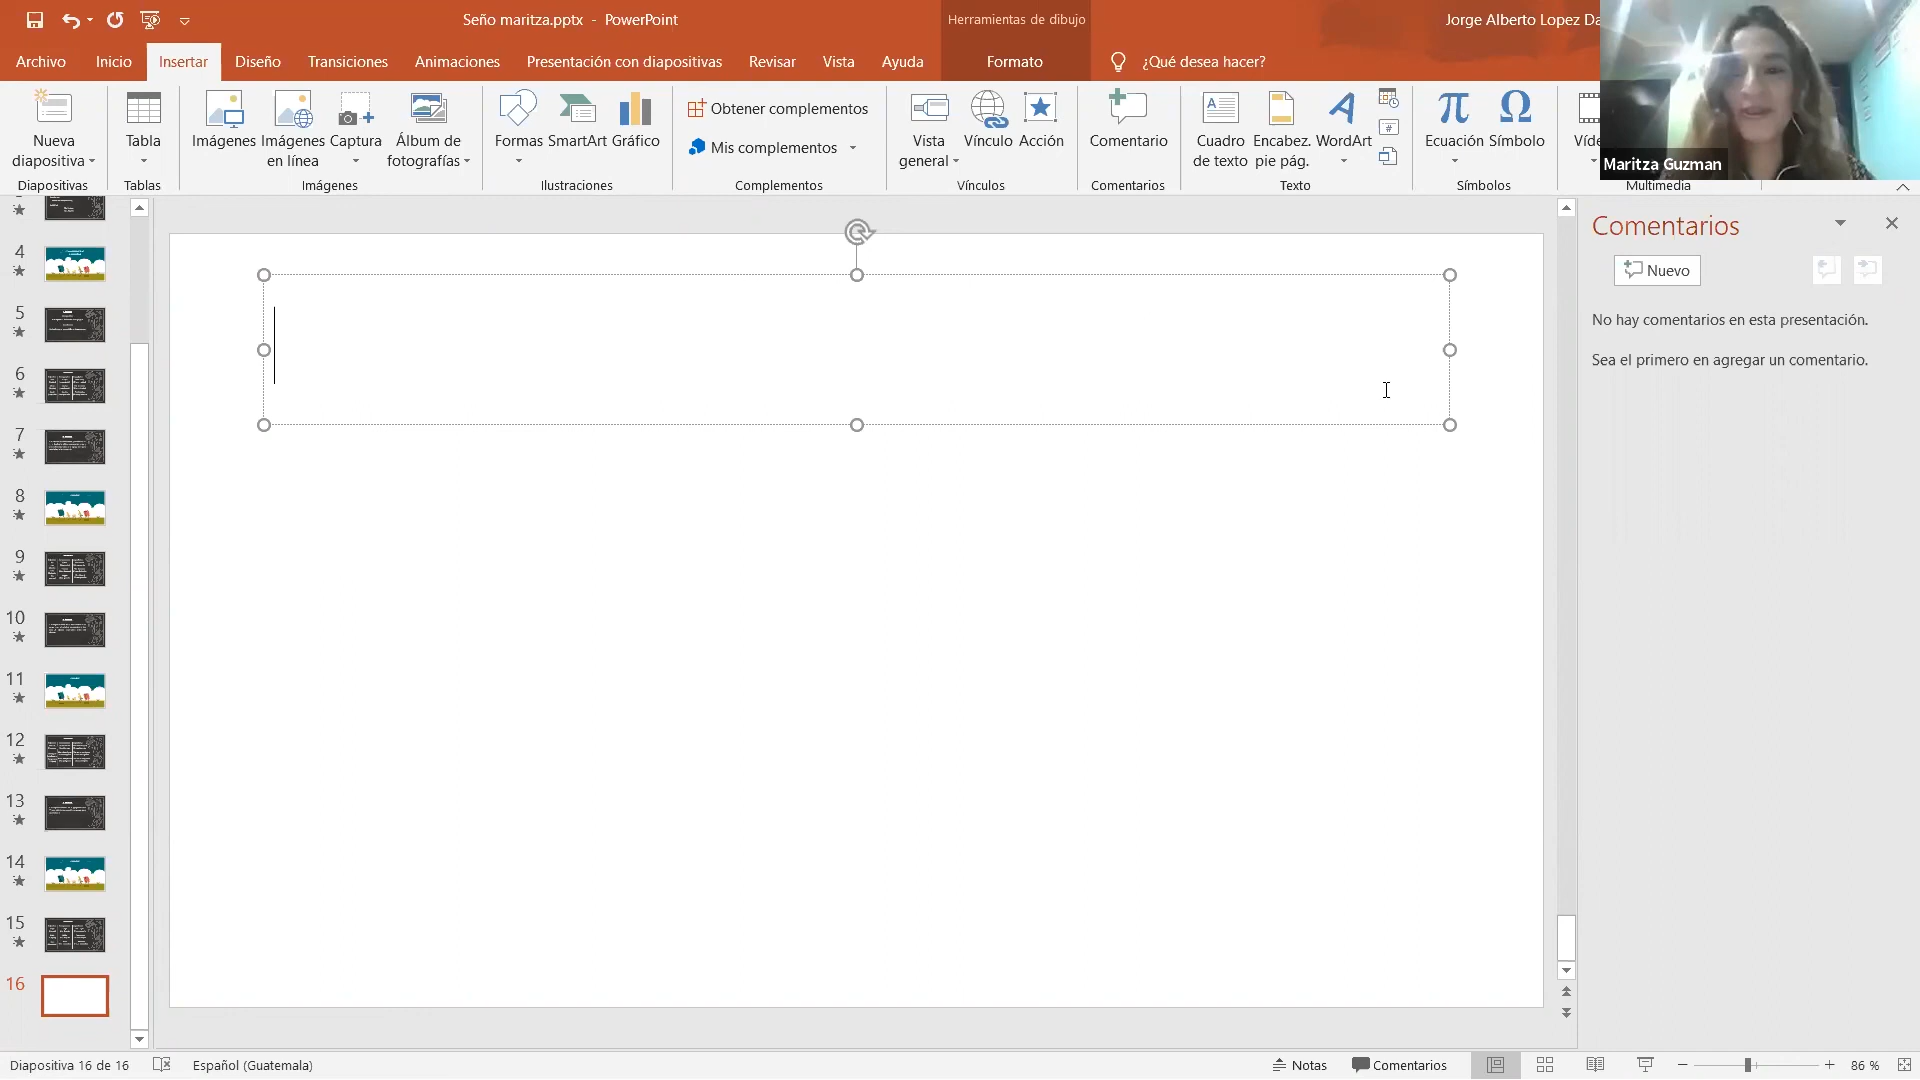 Seño maritza.pptx - PowerPoint
Herramientas de dibujo
Jorge Alberto Lopez Da
Archivo
Inicio
Insertar
Diseño
Transiciones
Animaciones
Presentación con diapositivas
Revisar
Vista
Ayuda
Formato
¿Qué desea hacer?
Nueva
diapositiva
Diapositivas
Tabla
Tablas
Imágenes
Imágenes
en línea
Captura
Álbum de
fotografías
Imágenes
Formas
SmartArt
Gráfico
Ilustraciones
Obtener complementos
Mis complementos
Complementos
Vista
general
Vínculo
Acción
Vínculos
Comentario
Comentarios
Cuadro
de texto
Encabez.
pie pág.
WordArt
Texto
Ecuación
Símbolo
Símbolos
Víde
Multimedia
Maritza Guzman
4
5
6
7
8
9
10
11
12
13
14
15
16
Comentarios
Nuevo
No hay comentarios en esta presentación.
Sea el primero en agregar un comentario.
Diapositiva 16 de 16
Español (Guatemala)
Notas
Comentarios
86 %